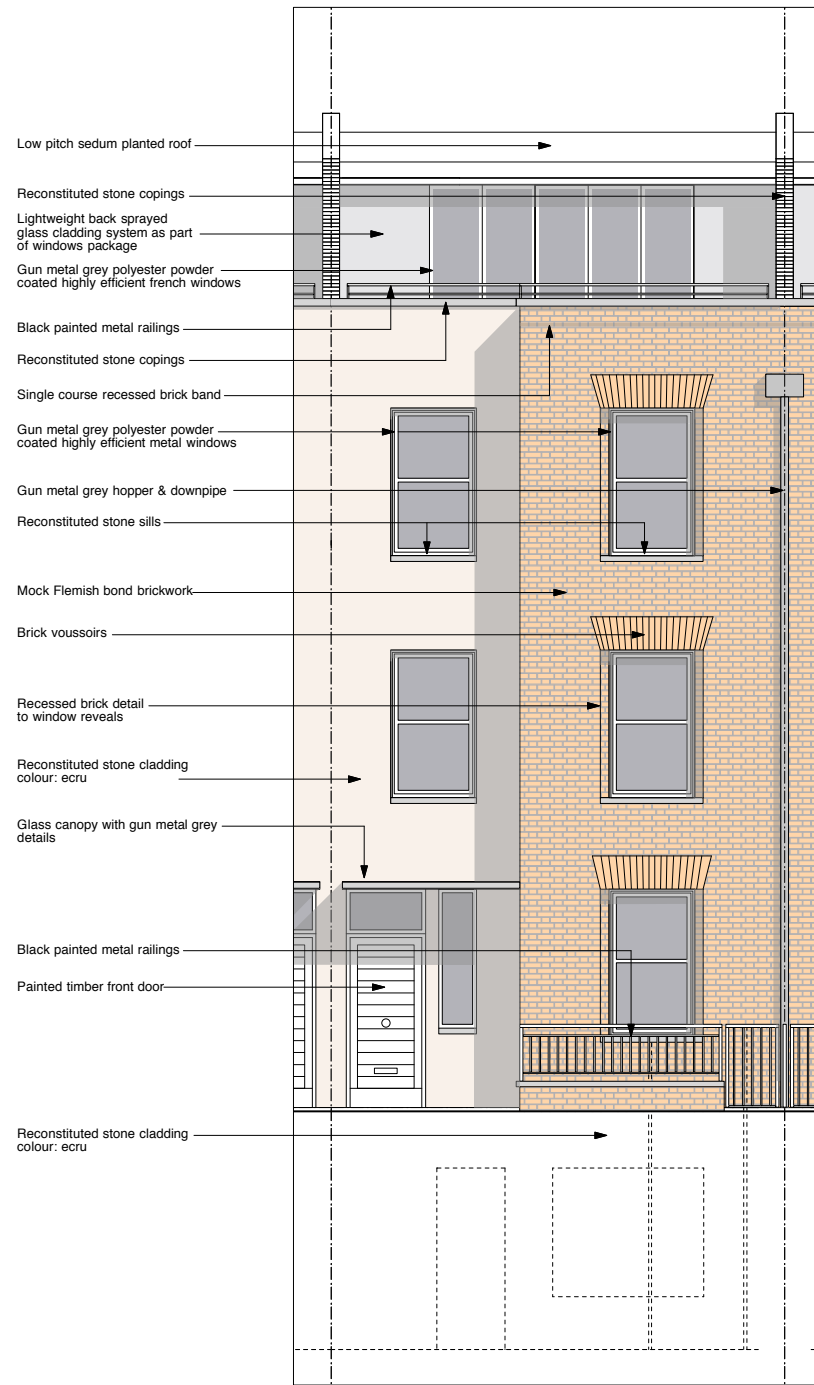 Low pitch sedum planted roof
Reconstituted stone copings
Lightweight back sprayed
glass cladding system as part
of windows package
Gun metal grey polyester powder
coated highly efficient french windows
Black painted metal railings
Reconstituted stone copings
Single course recessed brick band
Gun metal grey polyester powder
coated highly efficient metal windows
Gun metal grey hopper & downpipe
Reconstituted stone sills
Mock Flemish bond brickwork
Brick voussoirs
Recessed brick detail
to window reveals
Reconstituted stone cladding
colour: ecru
Glass canopy with gun metal grey
details
Black painted metal railings
Painted timber front door
Reconstituted stone cladding
colour: ecru